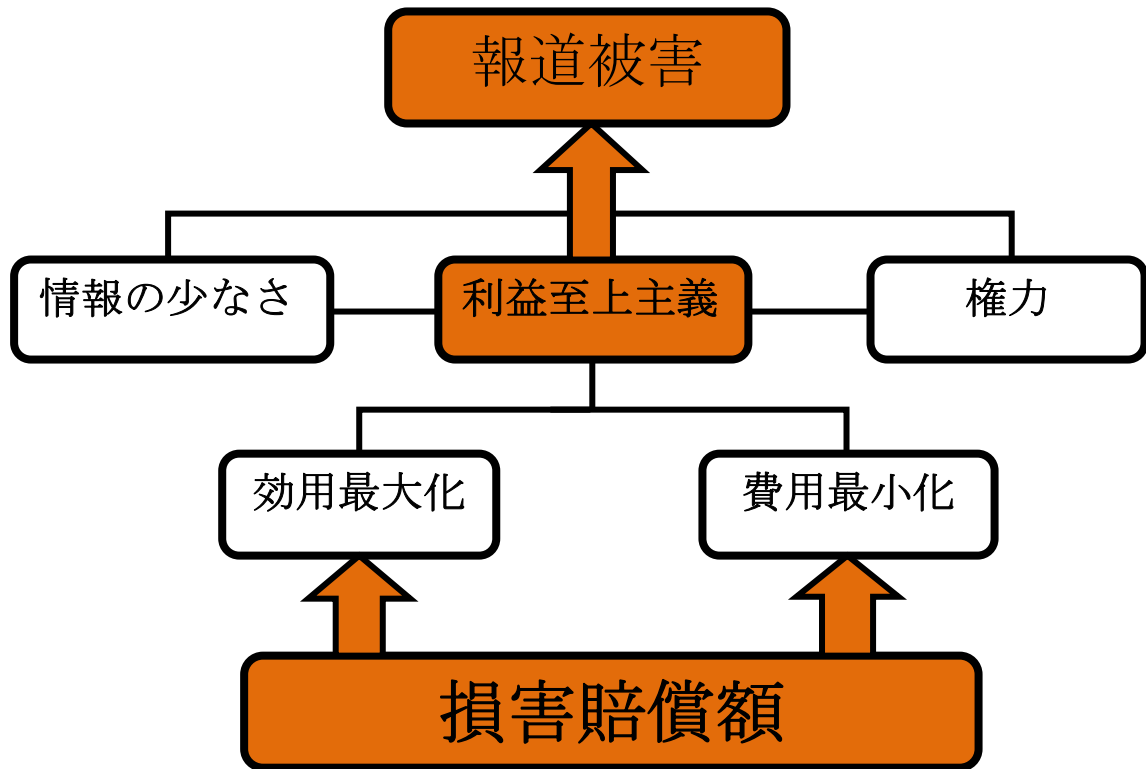 報道被害
情報の少なさ
利益至上主義
権力
効用最大化
費用最小化
損害賠償額